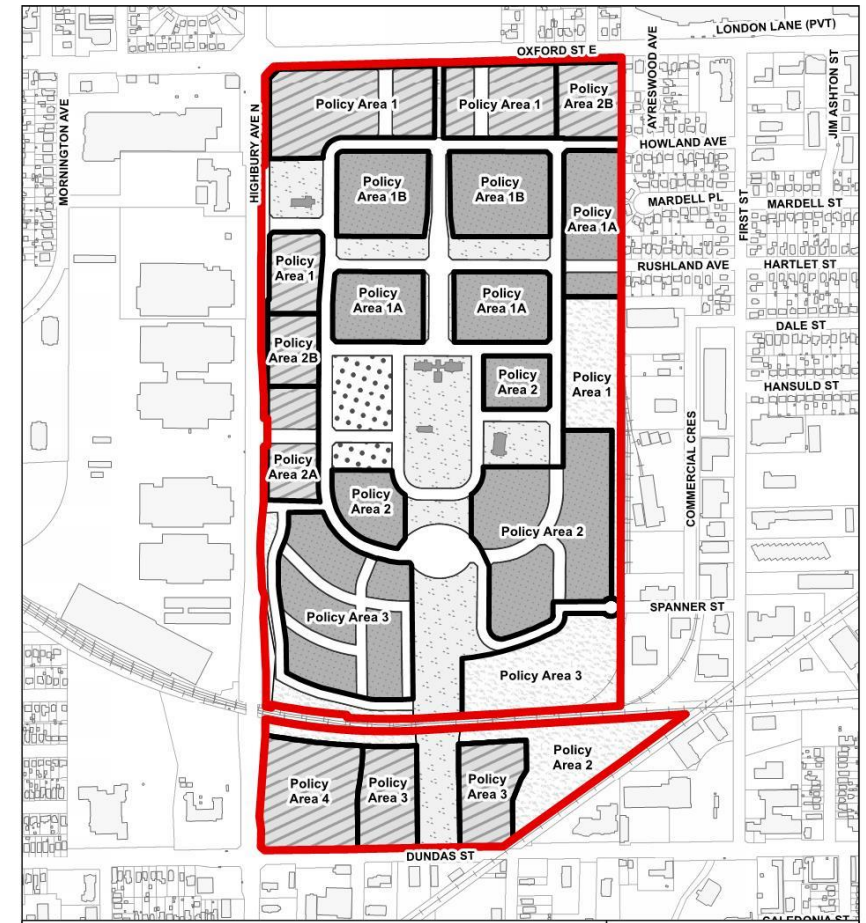 LONDON LANE (PVT)
OXFORD ST E
MORNINGTON AVE
HIGHBURY AVE N
AYRESWOOD AVE
JIM ASHTON ST
Policy Area 1
Policy Area 1
Policy
Area 2B
HOWLAND AVE
Policy
Area 1B
Policy
Area 1B
Policy
Area 1A
MARDELL PL
FIRST ST
MARDELL ST
Policy
Area 1
RUSHLAND AVE
HARTLET ST
Policy
Area 1A
Policy
Area 1A
DALE ST
Policy
Area 2B
Policy
Area 2
Policy
Area 1
HANSULD ST
COMMERCIAL CRES
Policy
Area 2A
Policy
Area 2
Policy Area 2
SPANNER ST
Policy Area 3
Policy Area 3
Policy
Area 2
Policy
Area 4
Policy
Area 3
Policy
Area 3
DUNDAS ST
CALEDONIA ST